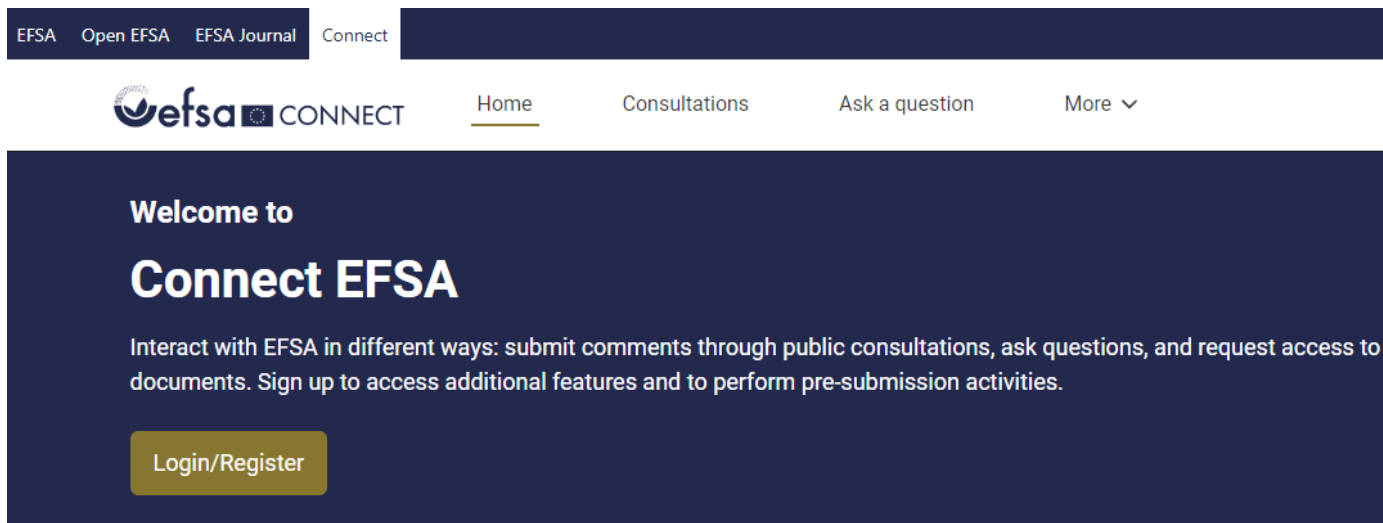 EFSA Open EFSA EFSA Journal Connect
efsa CONNECT Home Consultations Ask a question More
Welcome to
Connect EFSA
Interact with EFSA in different ways: submit comments through public consultations, ask questions, and request access to
documents. Sign up to access additional features and to perform pre-submission activities.
Login/Register